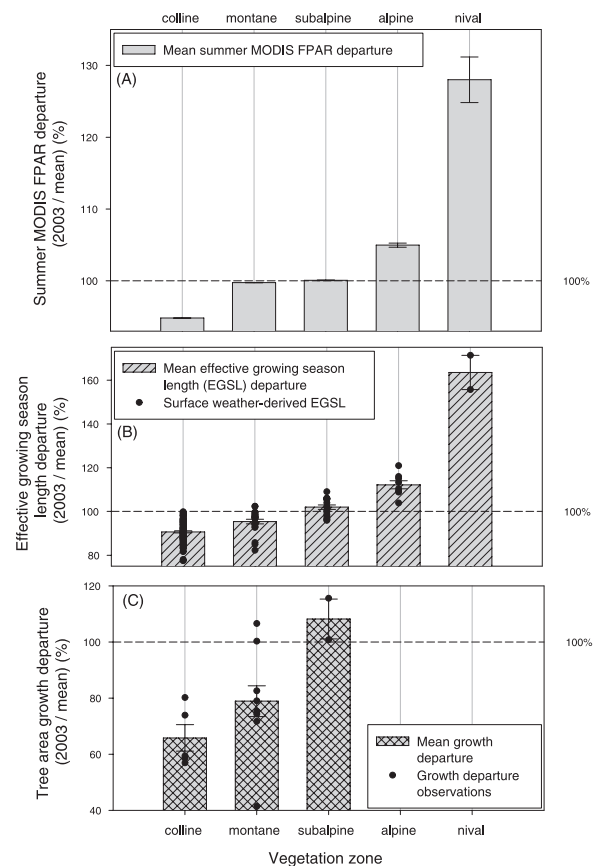 colline montane subalpine alpine nival
Mean summer MODIS FPAR departure
(A)
Summer MODIS FPAR departure
(2003 / mean) (%)
130
120
110
100
100%
Mean effective growing season
length (EGSL) departure
Surface weather-derived EGSL
(B)
Effective growing season
length departure
(2003 / mean) (%)
160
140
120
100
80
100%
(C)
Tree area growth departure
(2003 / mean) (%)
120
100
80
60
40
100%
Mean growth
departure
Growth departure
observations
colline montane subalpine alpine nival
Vegetation zone